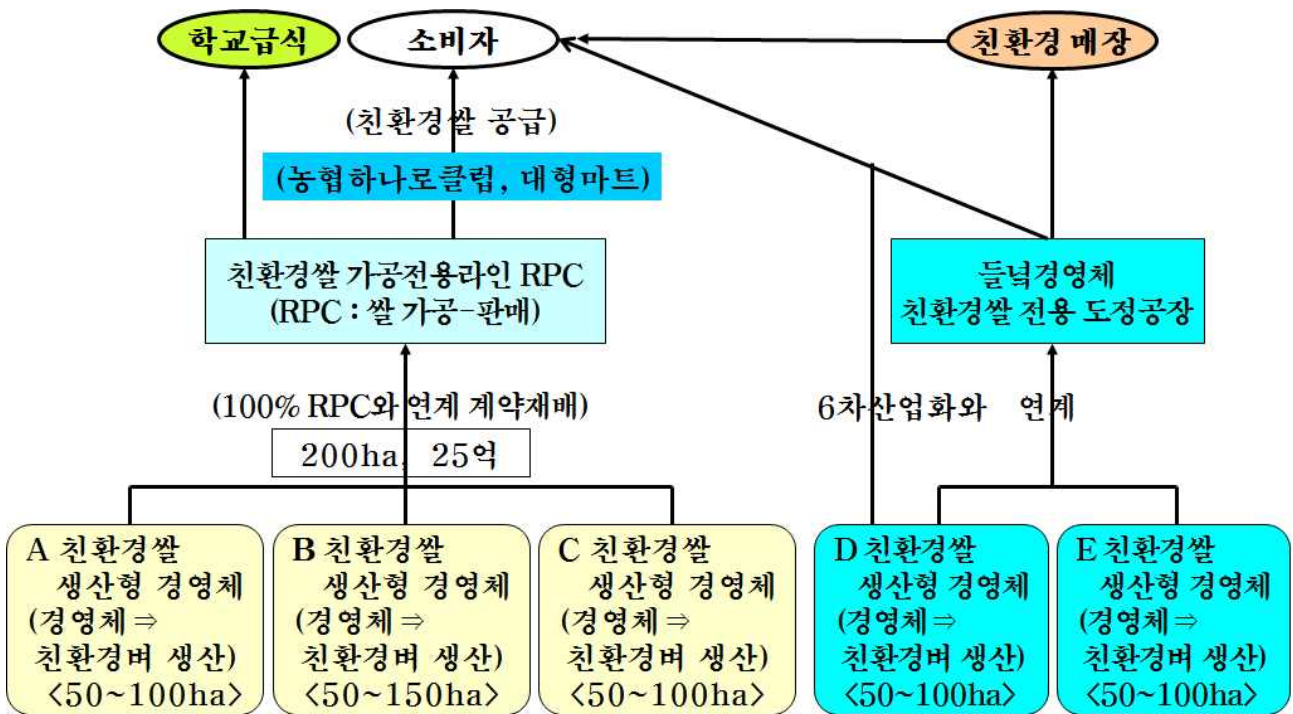 학교급식
소비자
친환경 매장
(친환경쌀 공급)
(농협하나로클럽, 대형마트)
친환경쌀 가공전용라인 RPC
(RPC : 쌀 가공-판매)
들녘경영체
친환경쌀 전용 도정공장
(100% RPC와 연계 계약재배)
200ha, 25억
6차산업화와 연계
A 친환경쌀
생산형 경영체
(경영체⇒
친환경벼 생산)
<50~100ha>
B 친환경쌀
생산형 경영체
(경영체⇒
친환경벼 생산)
<50~150ha>
C 친환경쌀
생산형 경영체
(경영체⇒
친환경벼 생산)
<50~100ha>
D 친환경쌀
생산형 경영체
(경영체⇒
친환경벼 생산)
<50~100ha>
E 친환경쌀
생산형 경영체
(경영체⇒
친환경벼 생산)
<50~100ha>